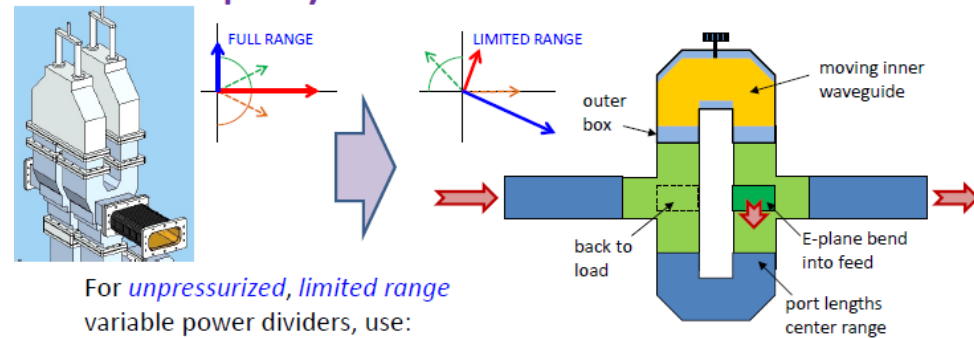 FULL RANGE
LIMITED RANGE
moving inner
waveguide
outer
box
back to
load
E-plane bend
into feed
port lengths
center range
For unpressurized, limited range
variable power dividers, use: